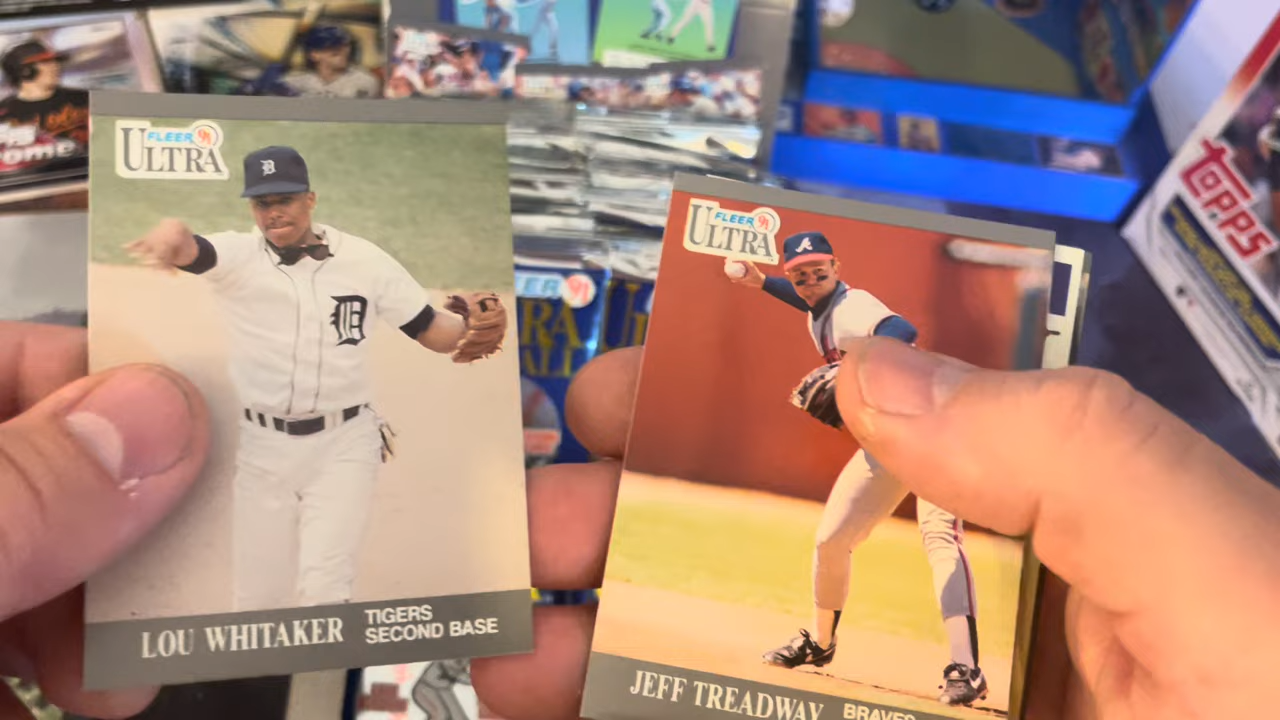 FLEER 91
ULTRA
D
D
LOU WHITAKER
TIGERS
SECOND BASE
FLEER 91
ULTRA
A
JEFF TREADWAY
BRAVES
TOPPS